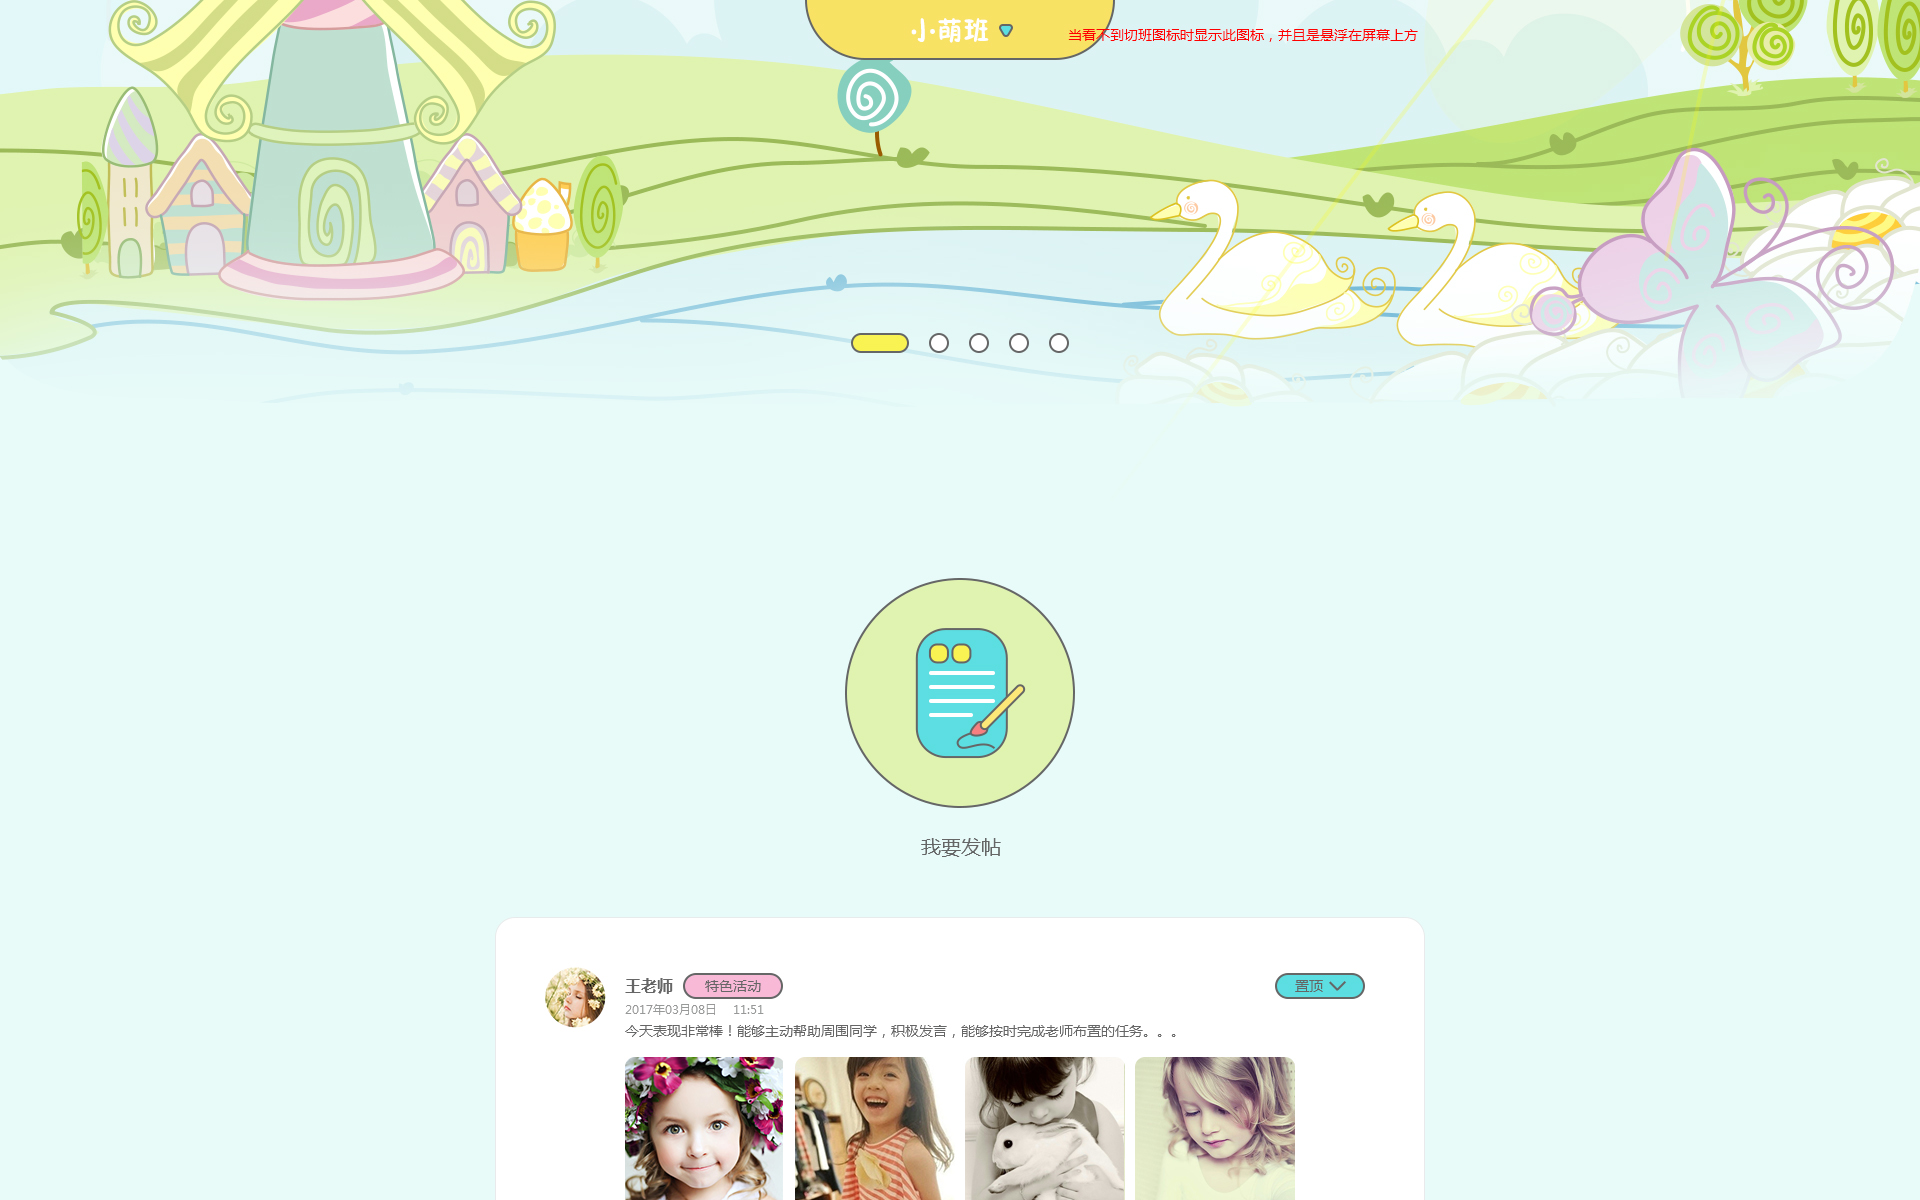 小萌班
当看不到切班图标时显示此图标，并且是悬浮在屏幕上方
我要发帖
王老师 特色活动 置顶
2017年03月08日 11:51
今天表现非常棒！能够主动帮助周围同学，积极发言，能够按时完成老师布置的任务。。。